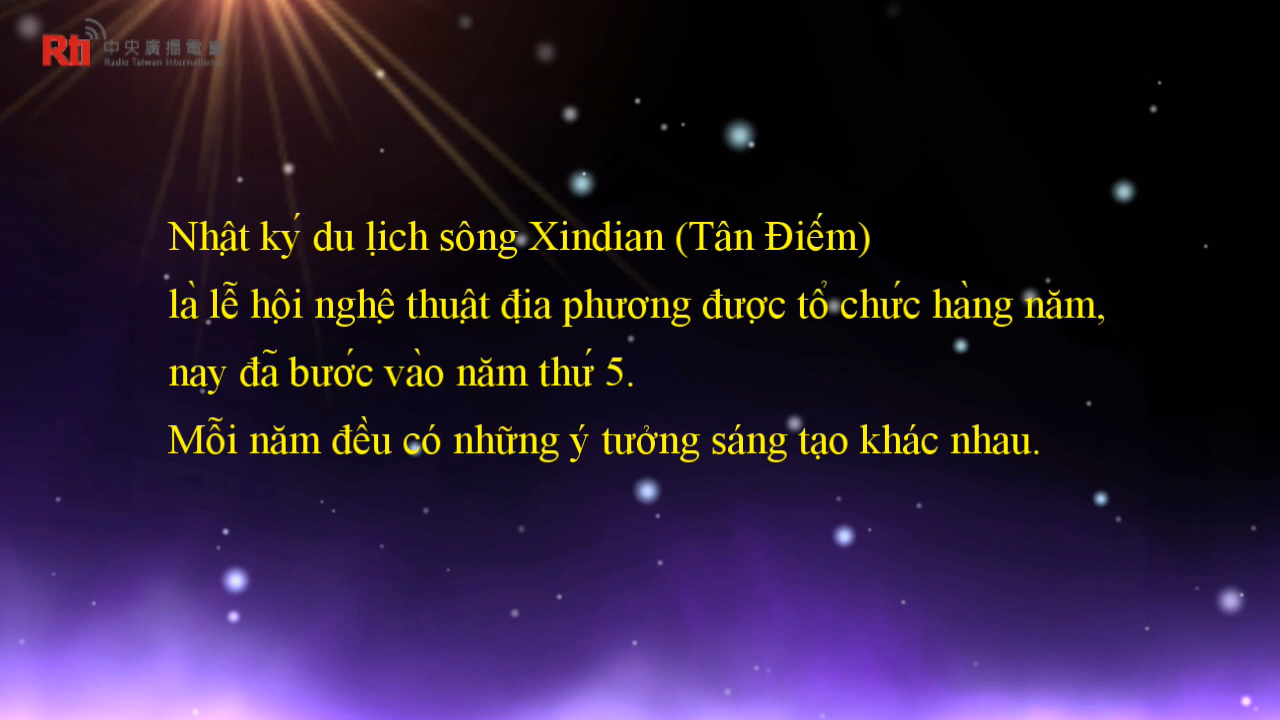 Rti 中央廣播電臺
Radio Taiwan International
Nhật ký du lịch sông Xindian (Tân Điếm)
là lễ hội nghệ thuật địa phương được tổ chức hàng năm,
nay đã bước vào năm thứ 5.
Mỗi năm đều có những ý tưởng sáng tạo khác nhau.